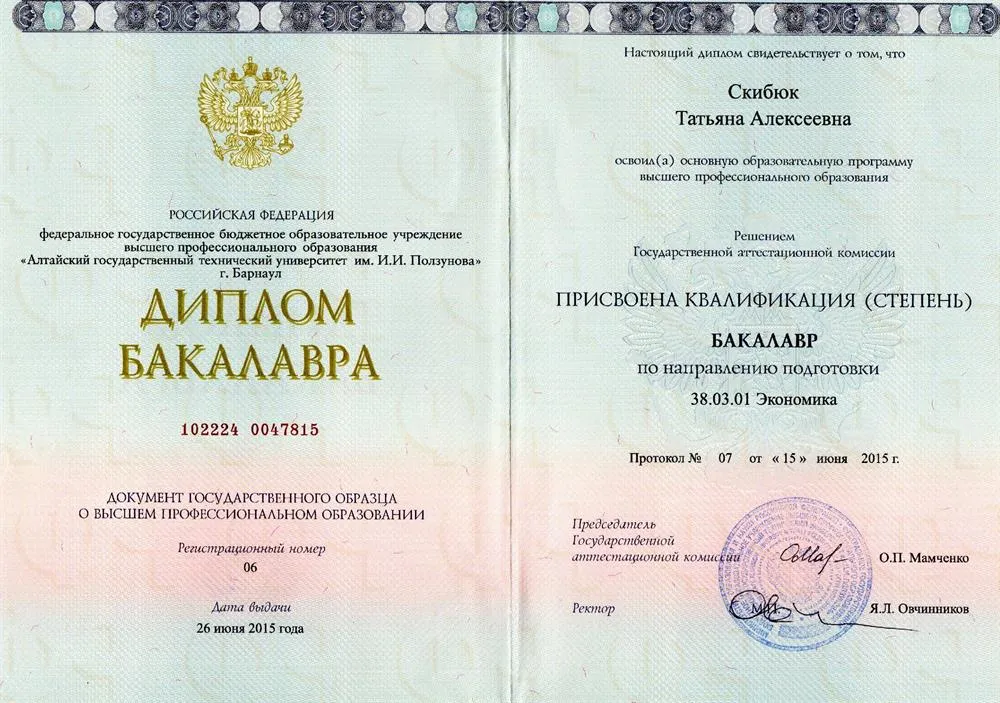 РОССИЙСКАЯ ФЕДЕРАЦИЯ
федеральное государственное бюджетное образовательное учреждение
высшего профессионального образования
«Алтайский государственный технический университет им. И.И. Ползунова»
г. Барнаул
ДИПЛОМ
БАКАЛАВРА
102224 0047815
ДОКУМЕНТ ГОСУДАРСТВЕННОГО ОБРАЗЦА
О ВЫСШЕМ ПРОФЕССИОНАЛЬНОМ ОБРАЗОВАНИИ
Регистрационный номер
06
Дата выдачи
26 июня 2015 года
Настоящий диплом свидетельствует о том, что
Скибюк
Татьяна Алексеевна
освоил(а) основную образовательную программу
высшего профессионального образования
Решением
Государственной аттестационной комиссии
ПРИСВОЕНА КВАЛИФИКАЦИЯ (СТЕПЕНЬ)
БАКАЛАВР
по направлению подготовки
38.03.01 Экономика
Протокол № 07 от «15» июня 2015 г.
Председатель
Государственной
аттестационной комиссии О.П. Мамченко
Ректор М.П. Я.Л. Овчинников